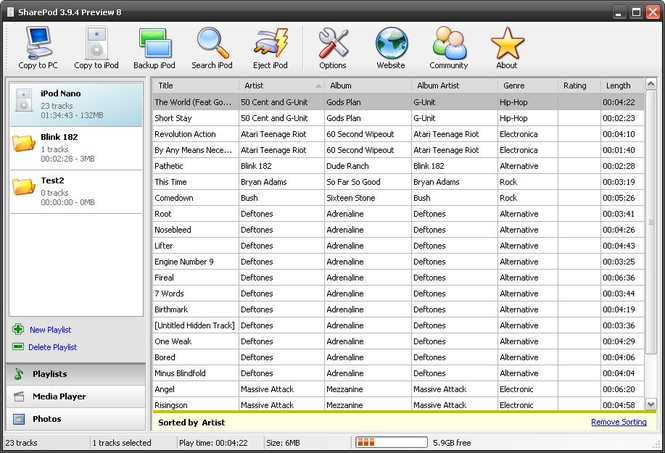 SharePod 3.9.4 Preview 8
Copy to PC Copy to iPod Backup iPod Search iPod Eject iPod Options Website Community About
iPod Nano
23 tracks
01:34:43 - 132MB
Blink 182
1 tracks
00:02:28 - 3MB
Test2
0 tracks
00:00:00 - 0MB
New Playlist
Delete Playlist
Playlists
Media Player
Photos
Title Artist Album Album Artist Genre Rating Length
The World (Feat Go... 50 Cent and G-Unit Gods Plan G-Unit Hip-Hop 00:04:22
Short Stay 50 Cent and G-Unit Gods Plan G-Unit Hip-Hop 00:02:23
Revolution Action Atari Teenage Riot 60 Second Wipeout Atari Teenage Riot Electronica 00:04:10
By Any Means Nece... Atari Teenage Riot 60 Second Wipeout Atari Teenage Riot Electronica 00:01:40
Pathetic Blink 182 Dude Ranch Blink 182 Alternative 00:02:28
This Time Bryan Adams So Far So Good Bryan Adams Rock 00:03:19
Comedown Bush Sixteen Stone Bush Rock 00:05:26
Root Deftones Adrenaline Deftones Alternative 00:03:41
Nosebleed Deftones Adrenaline Deftones Alternative 00:04:26
Lifter Deftones Adrenaline Deftones Alternative 00:04:43
Engine Number 9 Deftones Adrenaline Deftones Alternative 00:03:25
Fireal Deftones Adrenaline Deftones Alternative 00:06:36
7 Words Deftones Adrenaline Deftones Alternative 00:03:44
Birthmark Deftones Adrenaline Deftones Alternative 00:04:19
[Untitled Hidden Track] Deftones Adrenaline Deftones Alternative 00:03:36
One Weak Deftones Adrenaline Deftones Alternative 00:04:29
Bored Deftones Adrenaline Deftones Alternative 00:04:06
Minus Blindfold Deftones Adrenaline Deftones Alternative 00:04:04
Angel Massive Attack Mezzanine Massive Attack Electronic 00:06:20
Risingson Massive Attack Mezzanine Massive Attack Electronic 00:04:58
Sorted by Artist Remove Sorting
23 tracks 1 tracks selected Play time: 00:04:22 Size: 6MB 5.9GB free